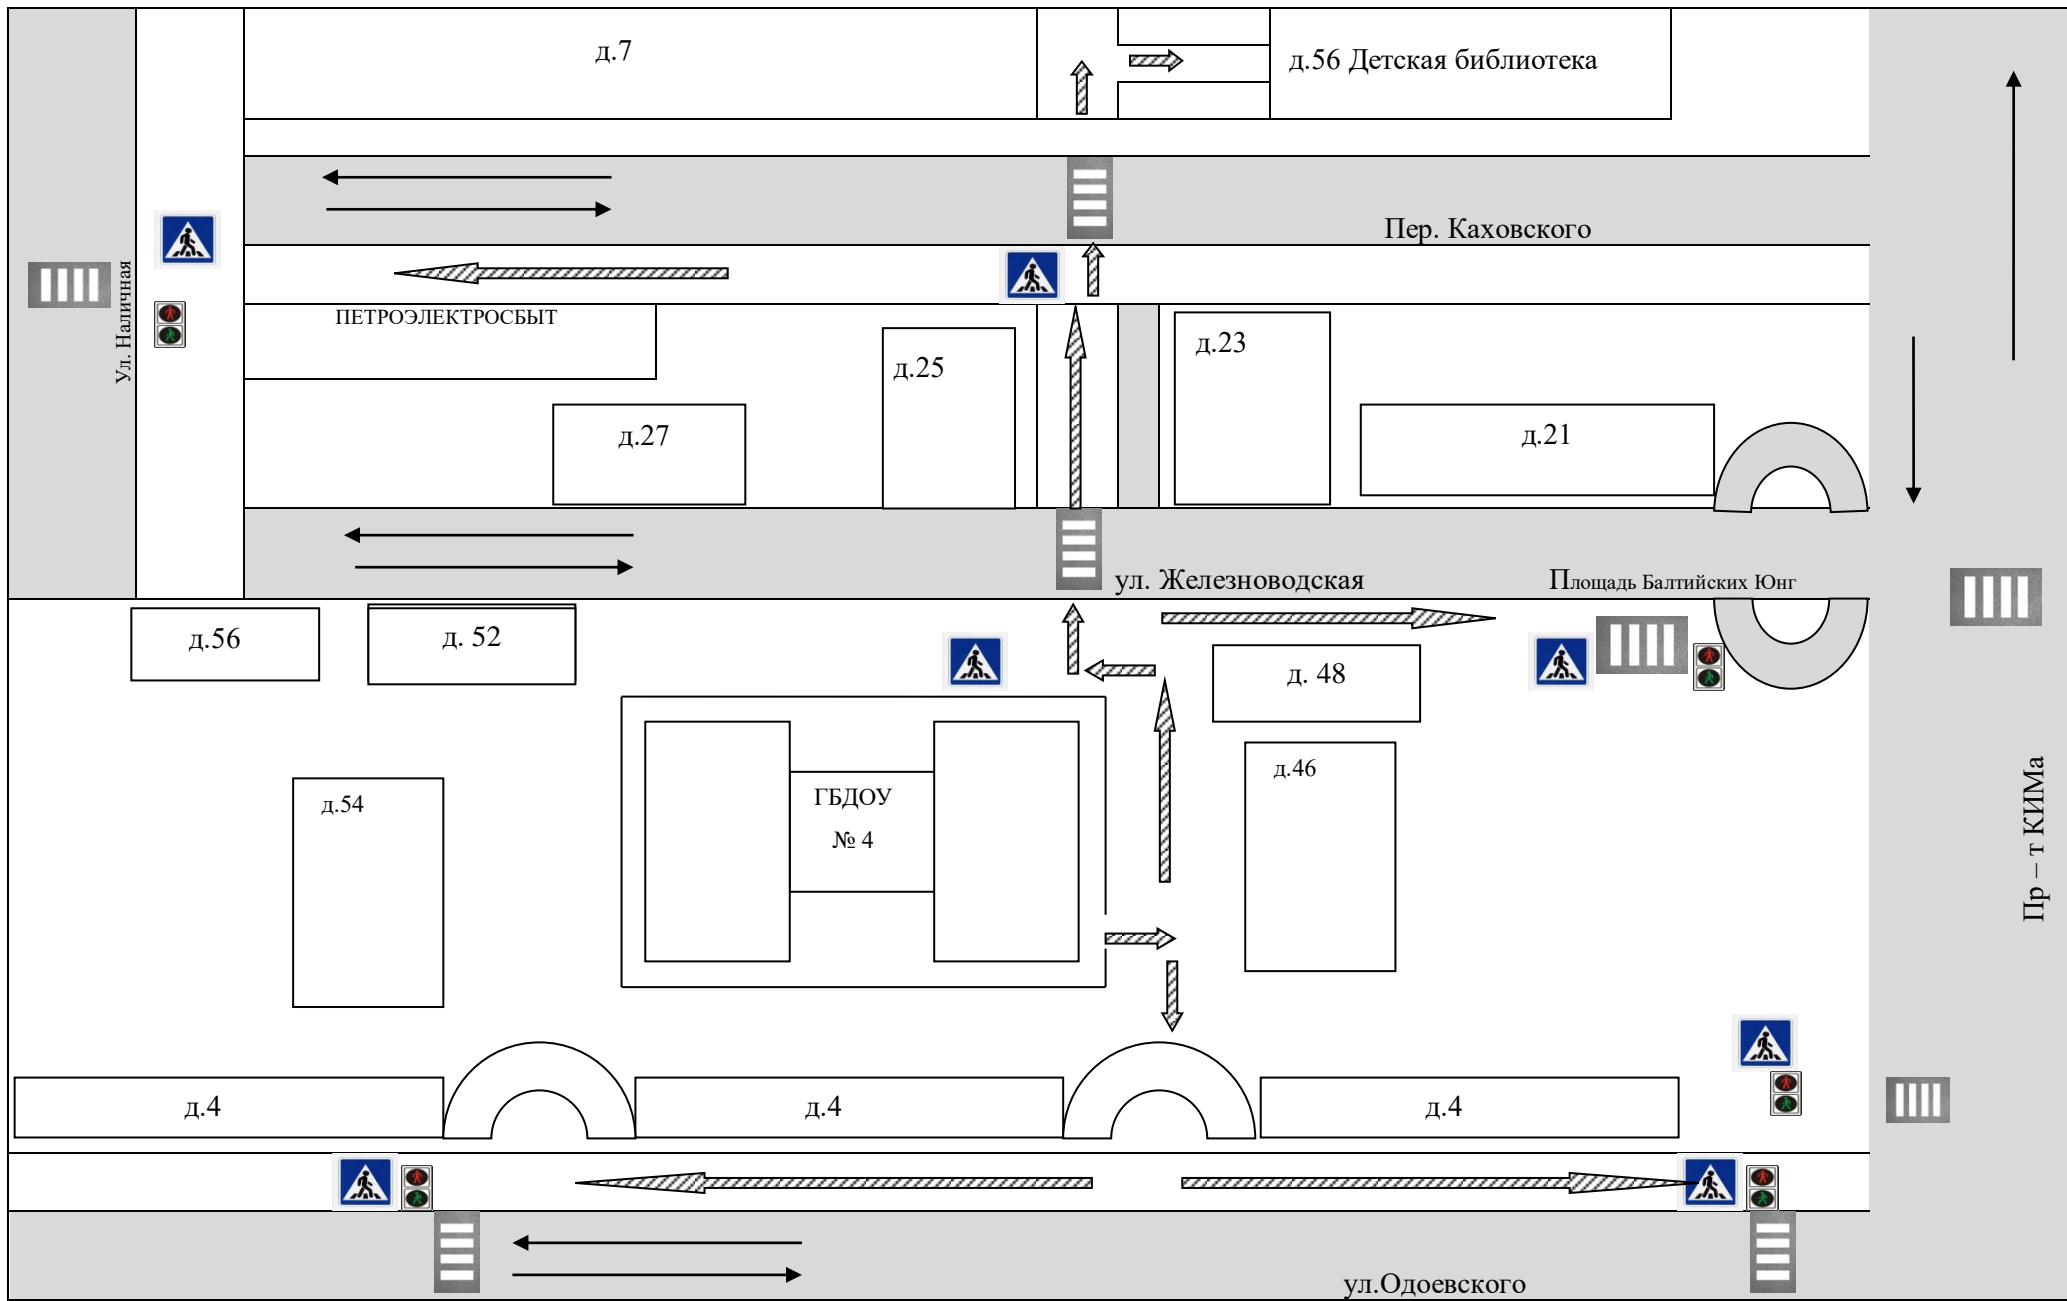 д.7
д.56 Детская библиотека
Пер. Каховского
Ул. Наличная
ПЕТРОЭЛЕКТРОСБЫТ
д.25
д.23
д.27
д.21
ул. Железноводская
Площадь Балтийских Юнг
д.56
д. 52
д. 48
д.46
д.54
ГБДОУ
№ 4
Пр – т КИМа
д.4
д.4
д.4
ул.Одоевского